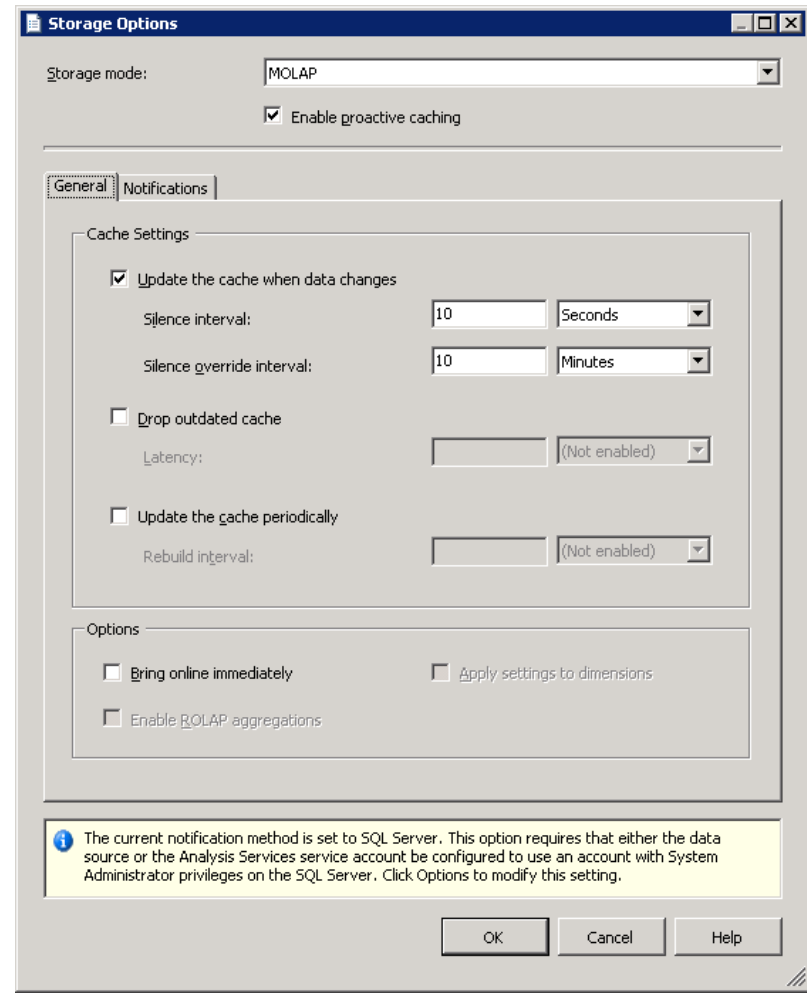 Storage Options
Storage mode: MOLAP
Enable proactive caching
General Notifications
Cache Settings
Update the cache when data changes
Silence interval: 10 Seconds
Silence override interval: 10 Minutes
Drop outdated cache
Latency: (Not enabled)
Update the cache periodically
Rebuild interval: (Not enabled)
Options
Bring online immediately Apply settings to dimensions
Enable ROLAP aggregations
The current notification method is set to SQL Server. This option requires that either the data
source or the Analysis Services service account be configured to use an account with System
Administrator privileges on the SQL Server. Click Options to modify this setting.
OK Cancel Help